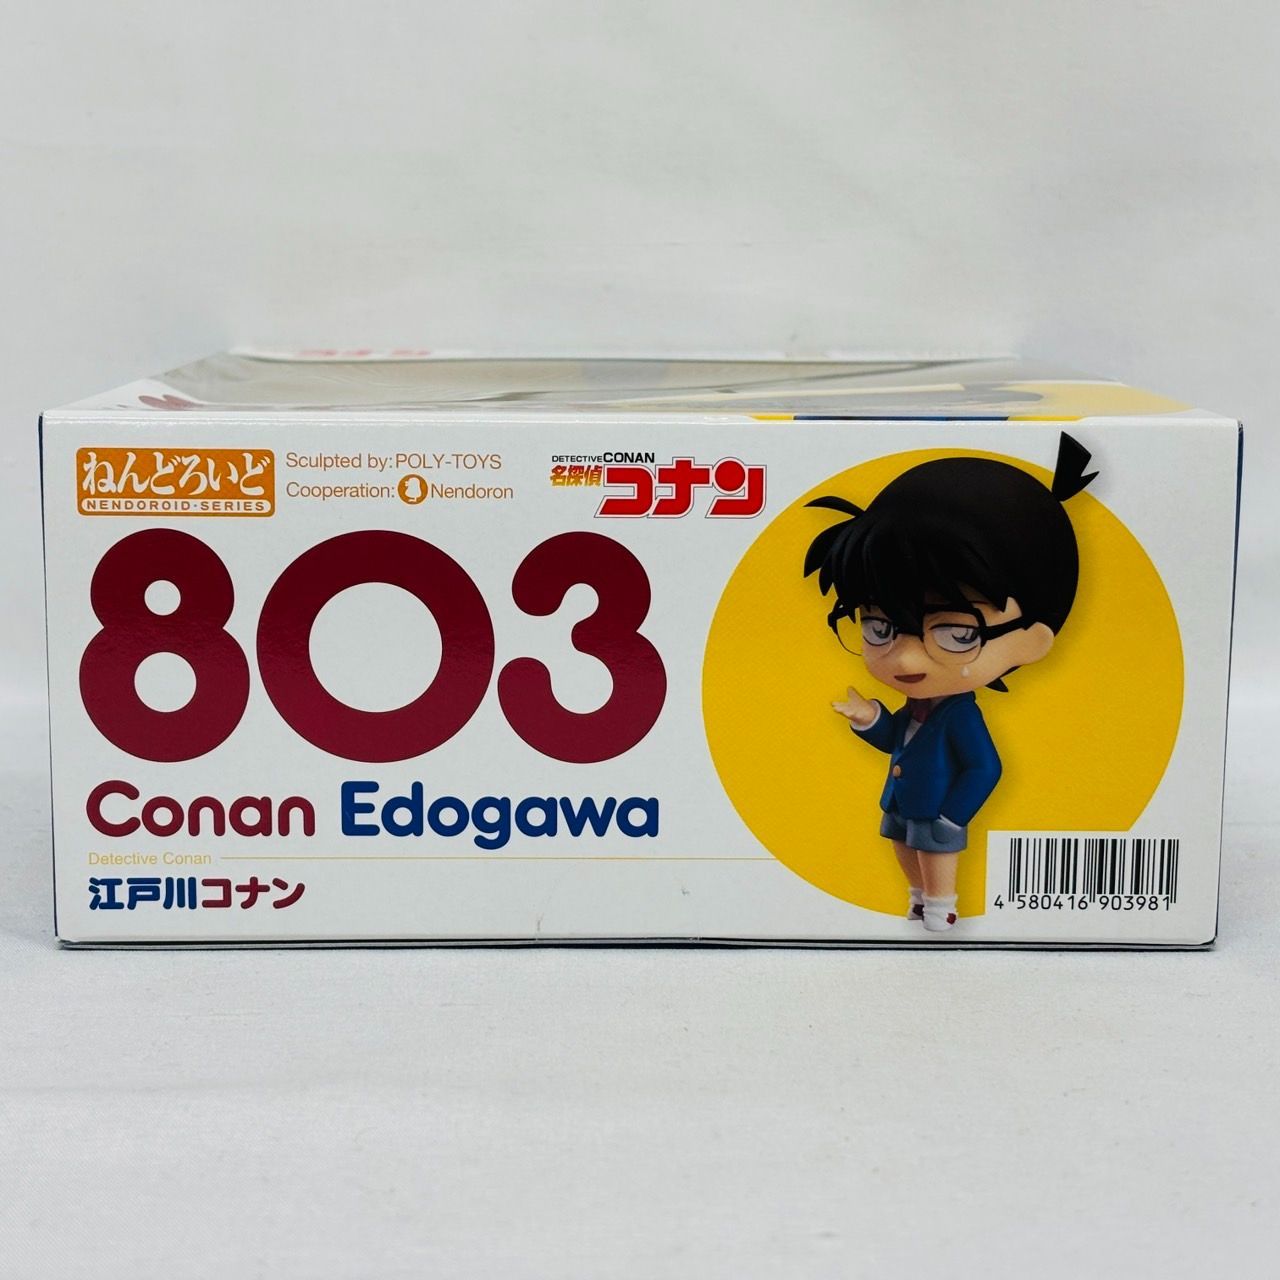 ねんどろいど
NENDOROID·SERIES
Sculpted by:POLY-TOYS
Cooperation: Nendoron
DETECTIVE CONAN
名探偵
コナン
803
Conan Edogawa
Detective Conan
江戸川コナン
4 580416 903981